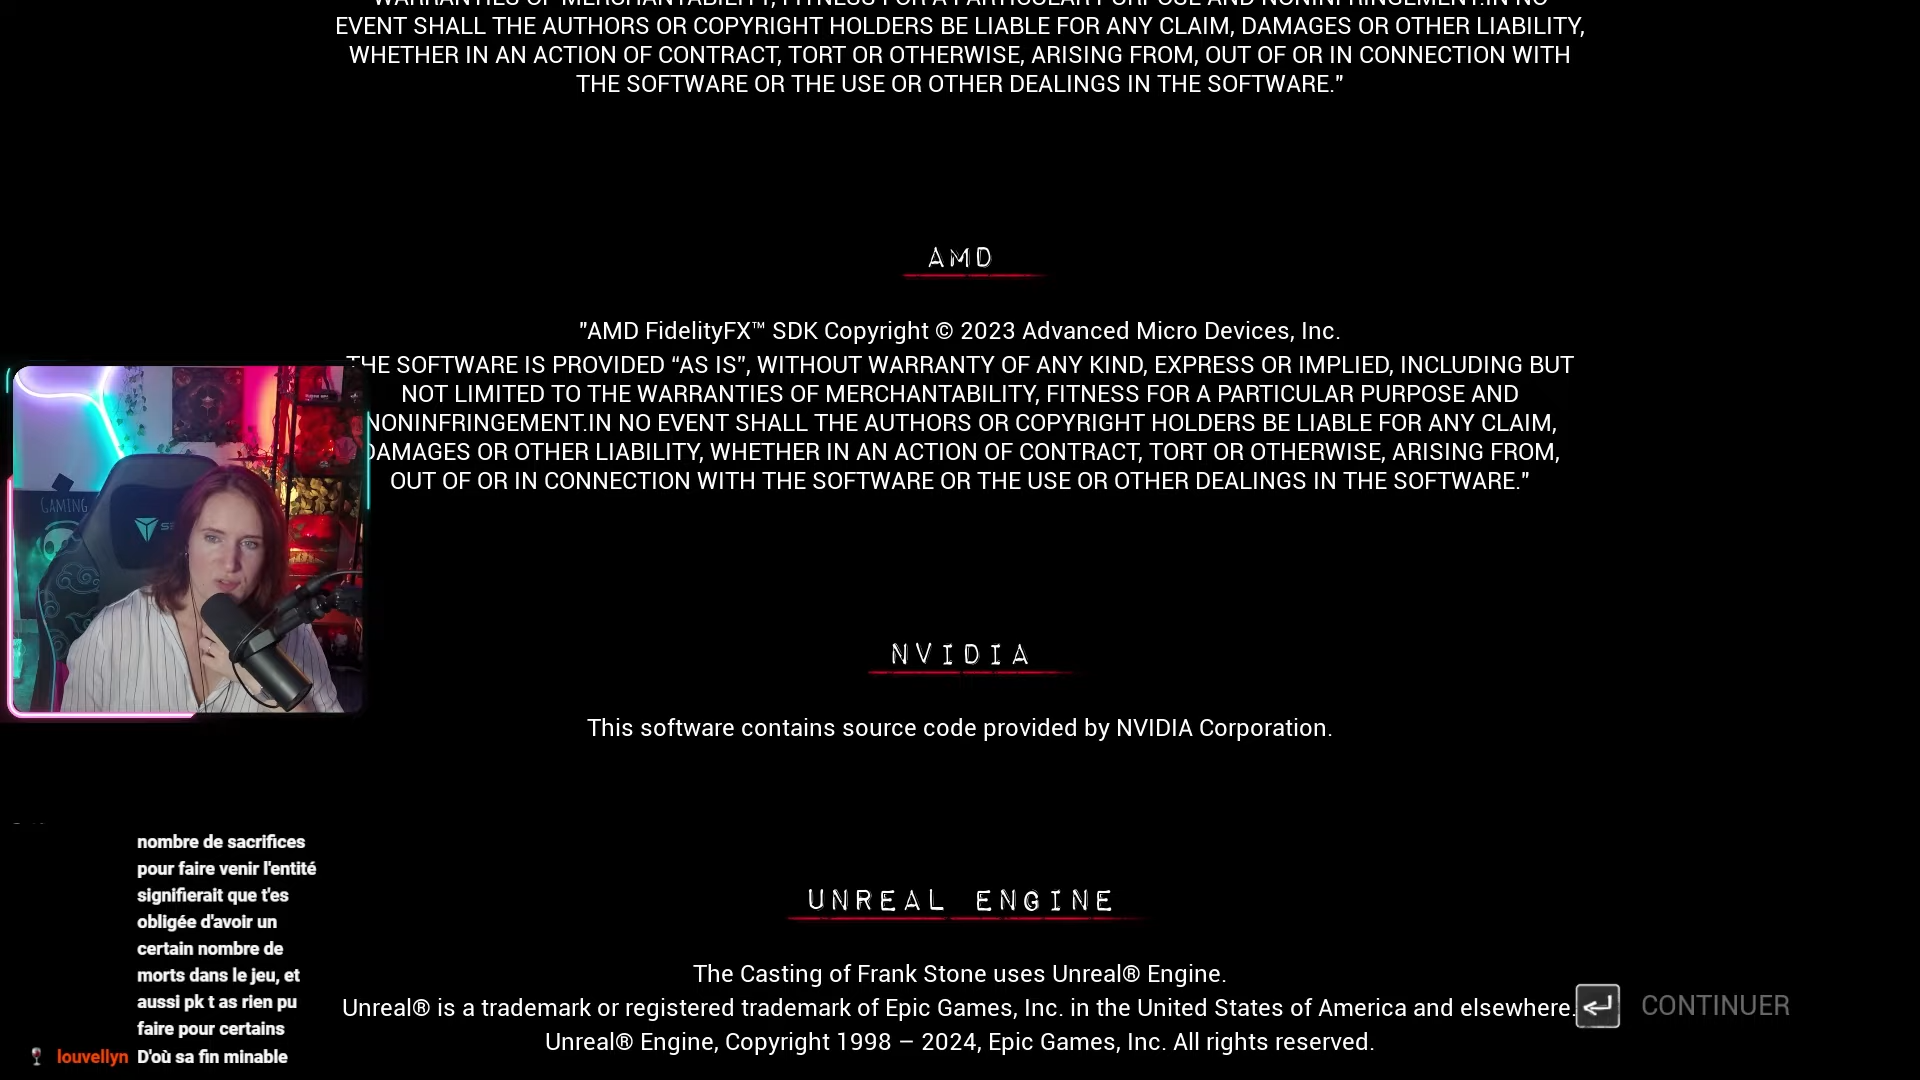 EVENT SHALL THE AUTHORS OR COPYRIGHT HOLDERS BE LIABLE FOR ANY CLAIM, DAMAGES OR OTHER LIABILITY,
WHETHER IN AN ACTION OF CONTRACT, TORT OR OTHERWISE, ARISING FROM, OUT OF OR IN CONNECTION WITH
THE SOFTWARE OR THE USE OR OTHER DEALINGS IN THE SOFTWARE."
AMD
"AMD FidelityFX™ SDK Copyright © 2023 Advanced Micro Devices, Inc.
THE SOFTWARE IS PROVIDED “AS IS”, WITHOUT WARRANTY OF ANY KIND, EXPRESS OR IMPLIED, INCLUDING BUT
NOT LIMITED TO THE WARRANTIES OF MERCHANTABILITY, FITNESS FOR A PARTICULAR PURPOSE AND
NONINFRINGEMENT.IN NO EVENT SHALL THE AUTHORS OR COPYRIGHT HOLDERS BE LIABLE FOR ANY CLAIM,
DAMAGES OR OTHER LIABILITY, WHETHER IN AN ACTION OF CONTRACT, TORT OR OTHERWISE, ARISING FROM,
OUT OF OR IN CONNECTION WITH THE SOFTWARE OR THE USE OR OTHER DEALINGS IN THE SOFTWARE.”
GAMING
NVIDIA
This software contains source code provided by NVIDIA Corporation.
UNREAL ENGINE
The Casting of Frank Stone uses Unreal® Engine.
Unreal® is a trademark or registered trademark of Epic Games, Inc. in the United States of America and elsewhere.
Unreal® Engine, Copyright 1998 – 2024, Epic Games, Inc. All rights reserved.
CONTINUER
nombre de sacrifices
pour faire venir l'entité
signifierait que t'es
obligée d'avoir un
certain nombre de
morts dans le jeu, et
aussi pk t as rien pu
faire pour certains
louvellyn D'où sa fin minable